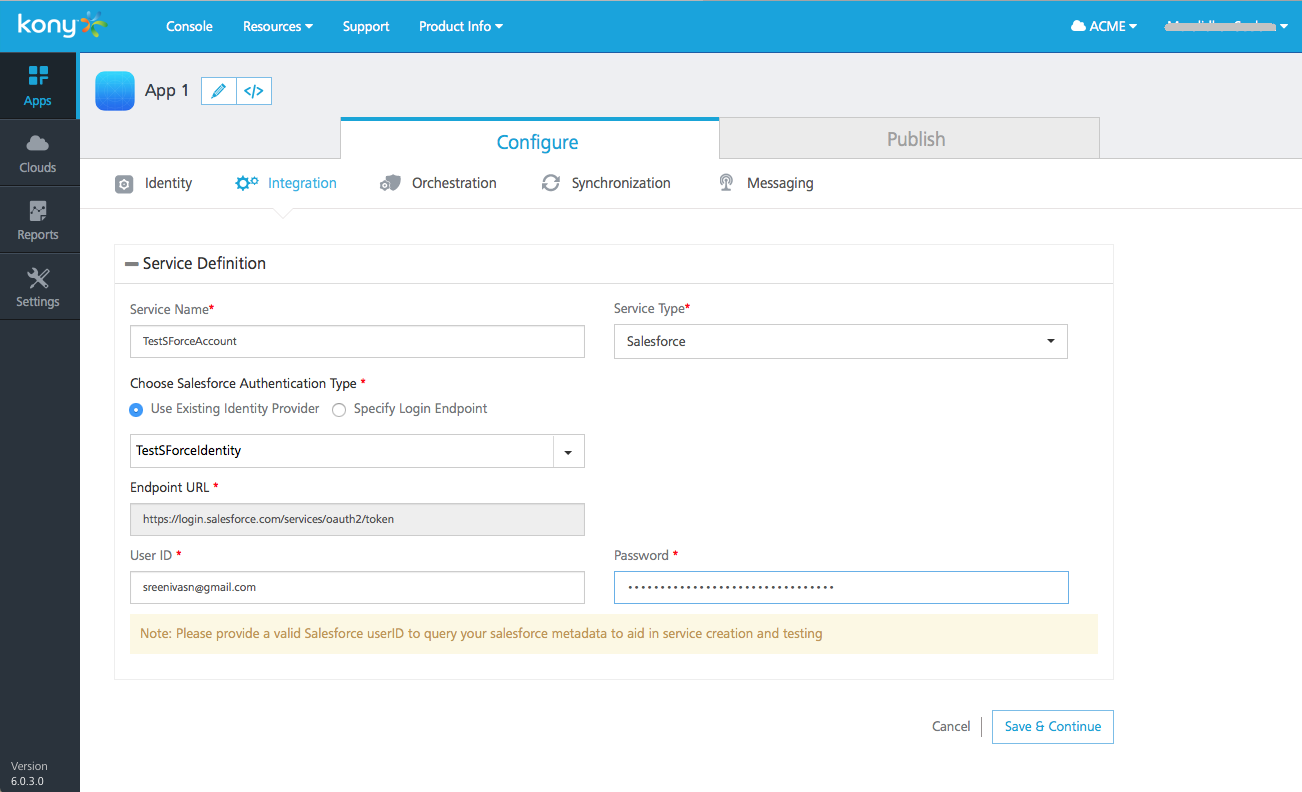 kony
Console Resources Support Product Info ACME
Apps
Clouds
Reports
Settings
Version
6.0.3.0
App 1 </>
Configure Publish
Identity Integration Orchestration Synchronization Messaging
Service Definition
Service Name* Service Type*
TestSForceAccount Salesforce
Choose Salesforce Authentication Type *
Use Existing Identity Provider Specify Login Endpoint
TestSForceIdentity
Endpoint URL *
https://login.salesforce.com/services/oauth2/token
User ID * Password *
sreenivasn@gmail.com
Note: Please provide a valid Salesforce userID to query your salesforce metadata to aid in service creation and testing
Cancel Save & Continue